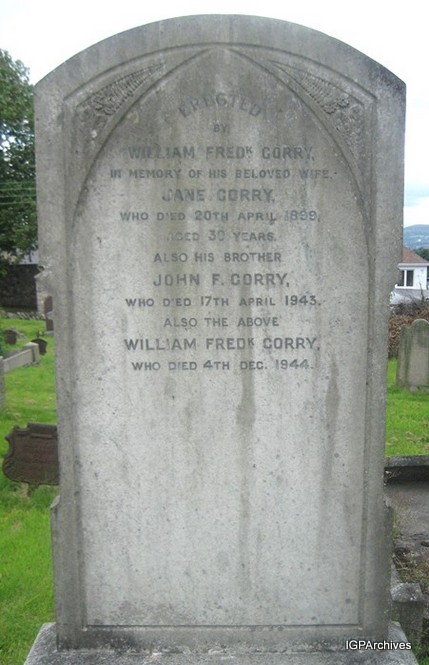 ERECTED
BY
WILLIAM FREDK CORRY,
IN MEMORY OF HIS BELOVED WIFE,
JANE CORRY,
WHO DIED 20TH APRIL 1899,
AGED 30 YEARS.
ALSO HIS BROTHER
JOHN F. CORRY,
WHO DIED 17TH APRIL 1943.
ALSO THE ABOVE
WILLIAM FREDK CORRY,
WHO DIED 4TH DEC. 1944.
IGPArchives